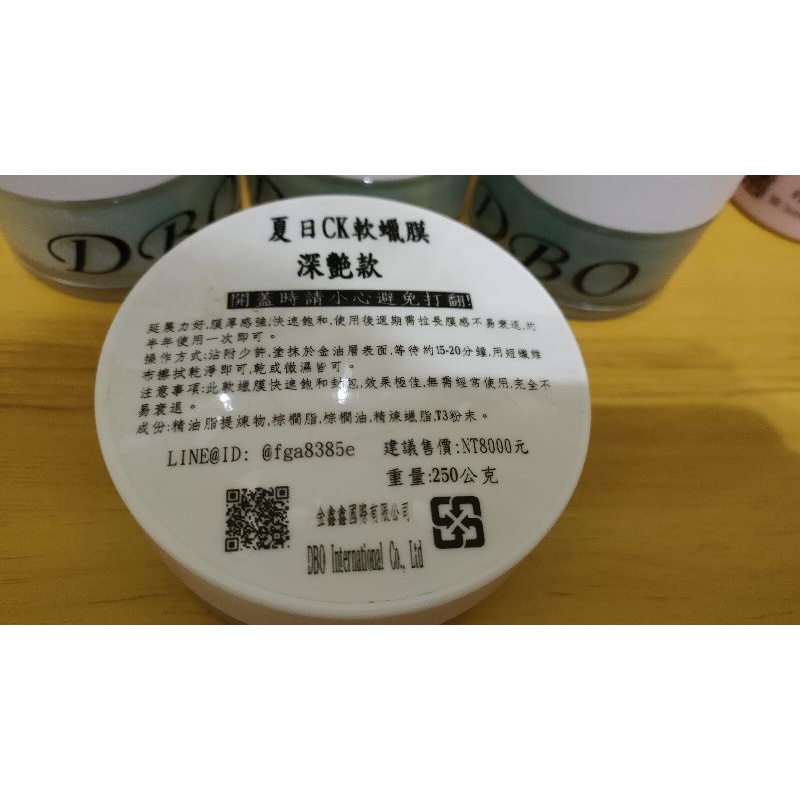 DBO
DBO
夏日CK軟蠟膜
深艷款
開蓋時請小心避免打翻!
延展力好,膜厚感強,快速飽和,使用後週期需拉長膜感不易衰退,約
半年使用一次即可。
操作方式:沾附少許,塗抹於金油層表面,等待約15-20分鐘,用短纖維
布擦拭乾淨即可,乾或微濕皆可。
注意事項:此軟蠟膜快速飽和封包,效果極佳,無需經常使用,完全不
易衰退。
成份:精油脂提煉物,棕櫚脂,棕櫚油,精煉蠟脂,T3粉末。
LINE@ID: @fga8385e
建議售價:NT8000元
重量:250公克
金鑫鑫國際有限公司
DBO International Co., Ltd